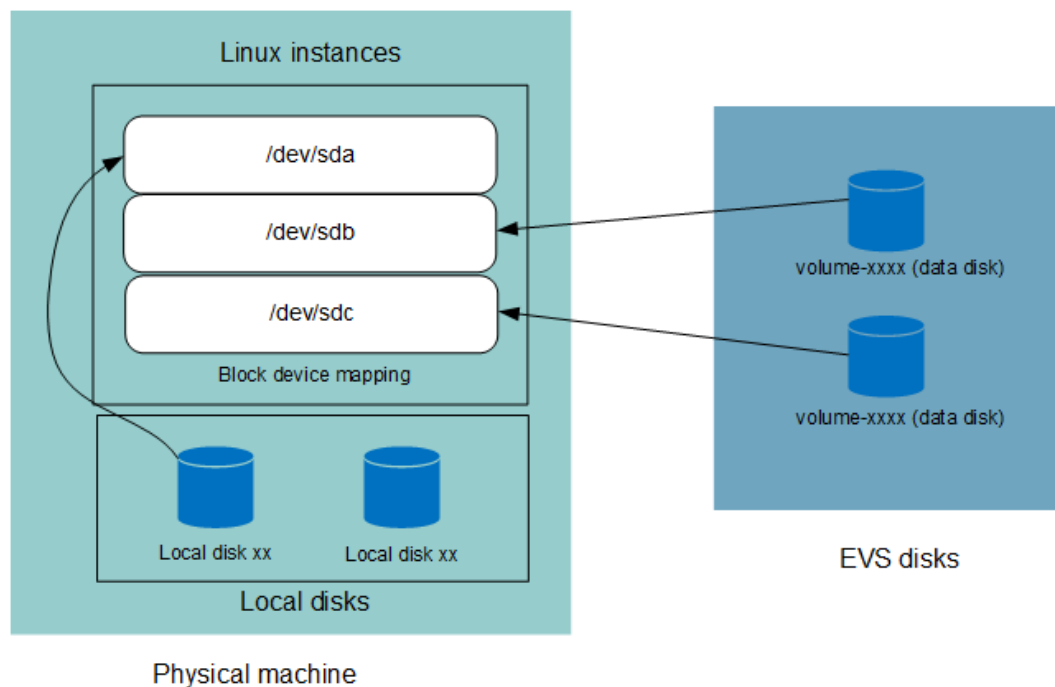 Linux instances
/dev/sda
/dev/sdb
/dev/sdc
Block device mapping
Local disk xx
Local disk xx
Local disks
Physical machine
volume-xxxx (data disk)
volume-xxxx (data disk)
EVS disks